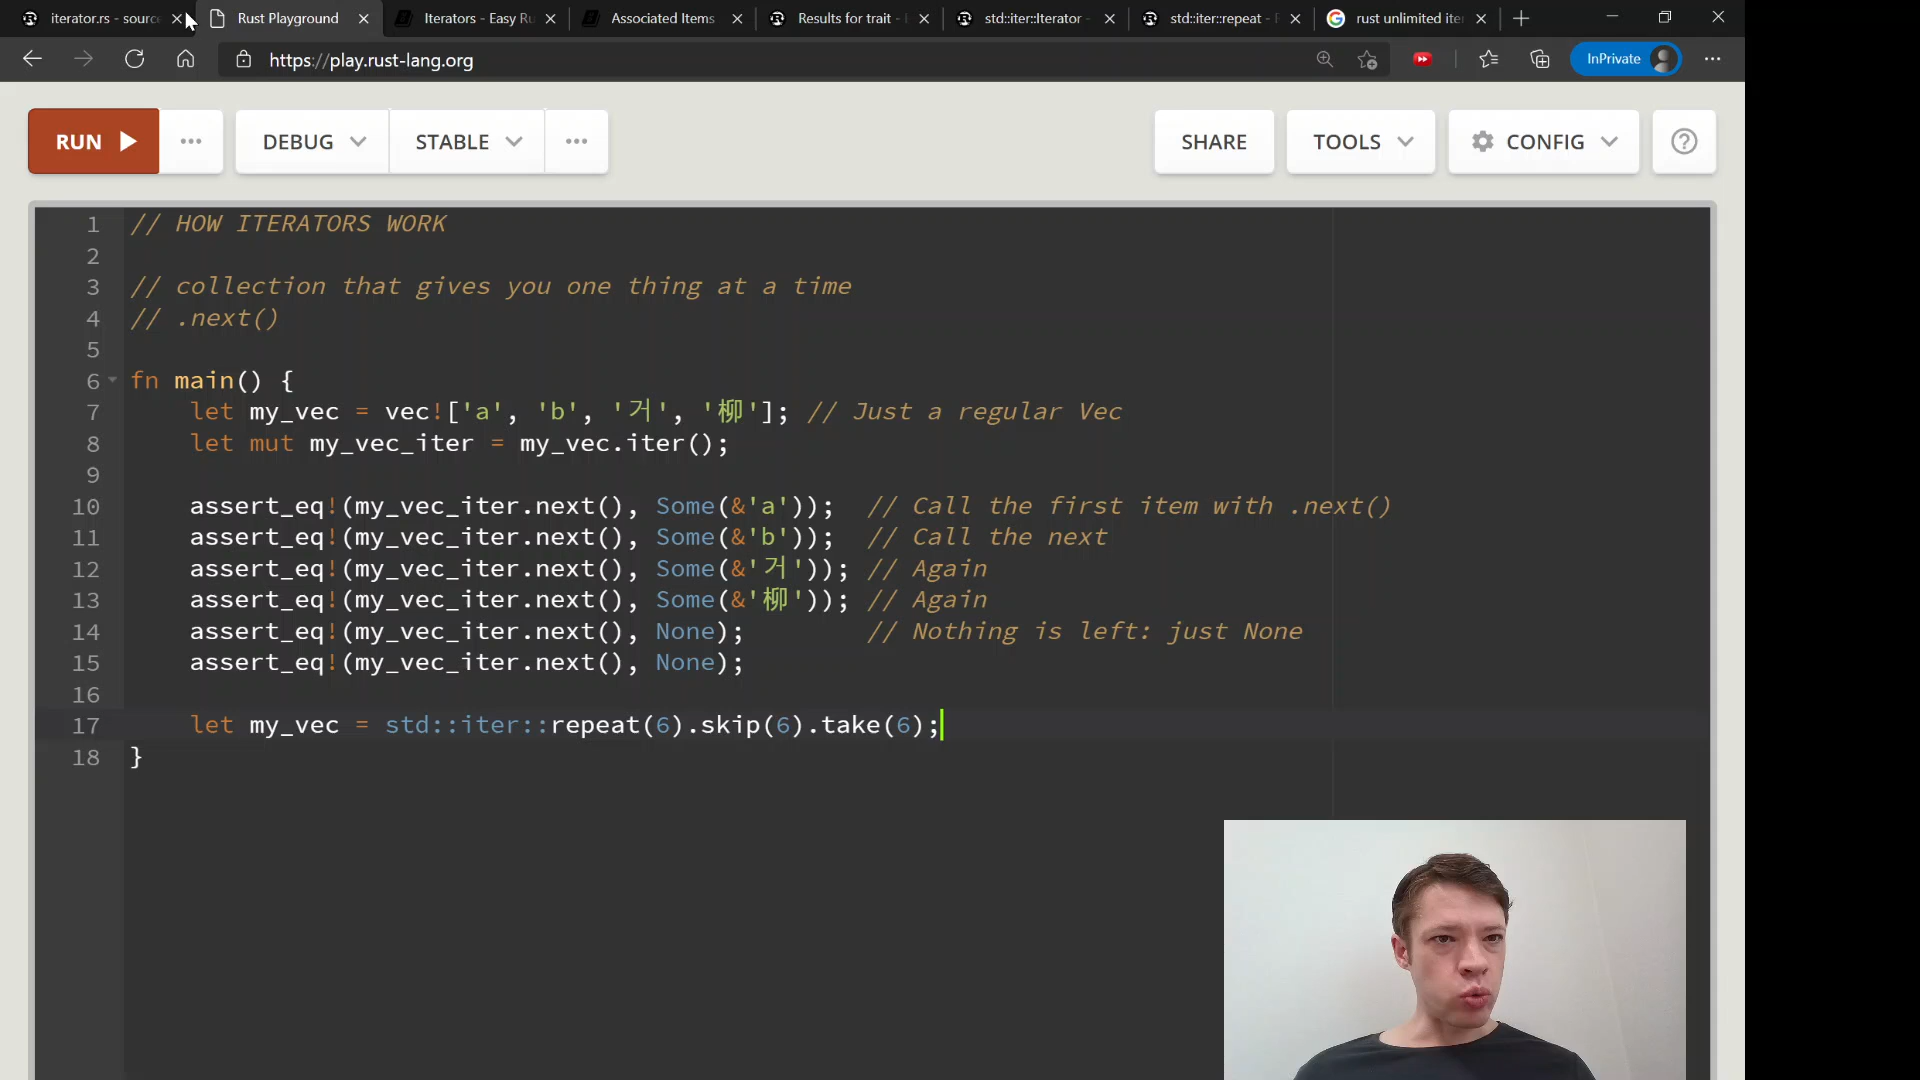 iterator.rs - source
Rust Playground
Iterators - Easy Ru
Associated Items
Results for trait -
std::iter::Iterator -
std::iter::repeat - R
rust unlimited ite
https://play.rust-lang.org
InPrivate
RUN
DEBUG
STABLE
SHARE
TOOLS
CONFIG
1 // HOW ITERATORS WORK
2
3 // collection that gives you one thing at a time
4 // .next()
5
6 fn main() {
7 let my_vec = vec!['a', 'b', '거', '柳']; // Just a regular Vec
8 let mut my_vec_iter = my_vec.iter();
9
10 assert_eq!(my_vec_iter.next(), Some(&'a')); // Call the first item with .next()
11 assert_eq!(my_vec_iter.next(), Some(&'b')); // Call the next
12 assert_eq!(my_vec_iter.next(), Some(&'거')); // Again
13 assert_eq!(my_vec_iter.next(), Some(&'柳')); // Again
14 assert_eq!(my_vec_iter.next(), None); // Nothing is left: just None
15 assert_eq!(my_vec_iter.next(), None);
16
17 let my_vec = std::iter::repeat(6).skip(6).take(6);
18 }